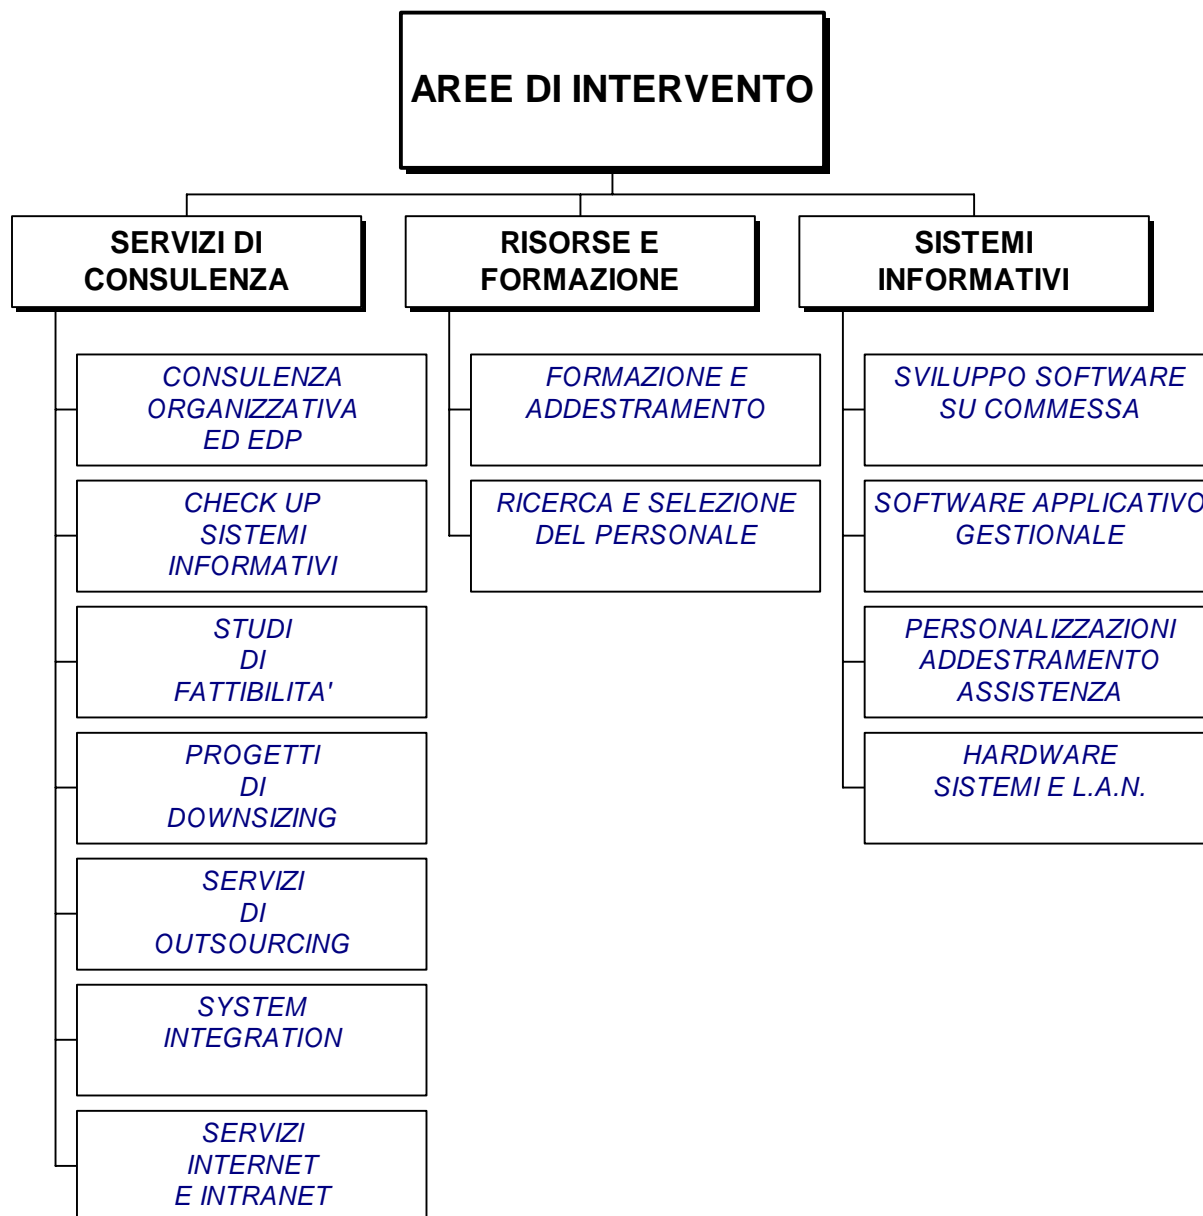 AREE DI INTERVENTO
SERVIZI DI
CONSULENZA
CONSULENZA
ORGANIZZATIVA
ED EDP
CHECK UP
SISTEMI
INFORMATIVI
STUDI
DI
FATTIBILITA'
PROGETTI
DI
DOWNSIZING
SERVIZI
DI
OUTSOURCING
SYSTEM
INTEGRATION
SERVIZI
INTERNET
E INTRANET
RISORSE E
FORMAZIONE
FORMAZIONE E
ADDESTRAMENTO
RICERCA E SELEZIONE
DEL PERSONALE
SISTEMI
INFORMATIVI
SVILUPPO SOFTWARE
SU COMMESSA
SOFTWARE APPLICATIVO
GESTIONALE
PERSONALIZZAZIONI
ADDESTRAMENTO
ASSISTENZA
HARDWARE
SISTEMI E L.A.N.